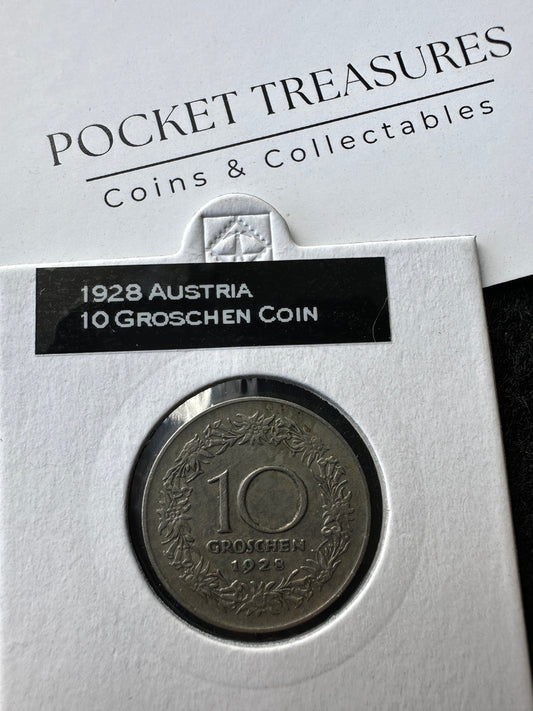 POCKET TREASURES
Coins & Collectables
1928 AUSTRIA
10 GROSCHEN COIN
10
GROSCHEN
1928